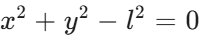 x² + y² − l² = 0